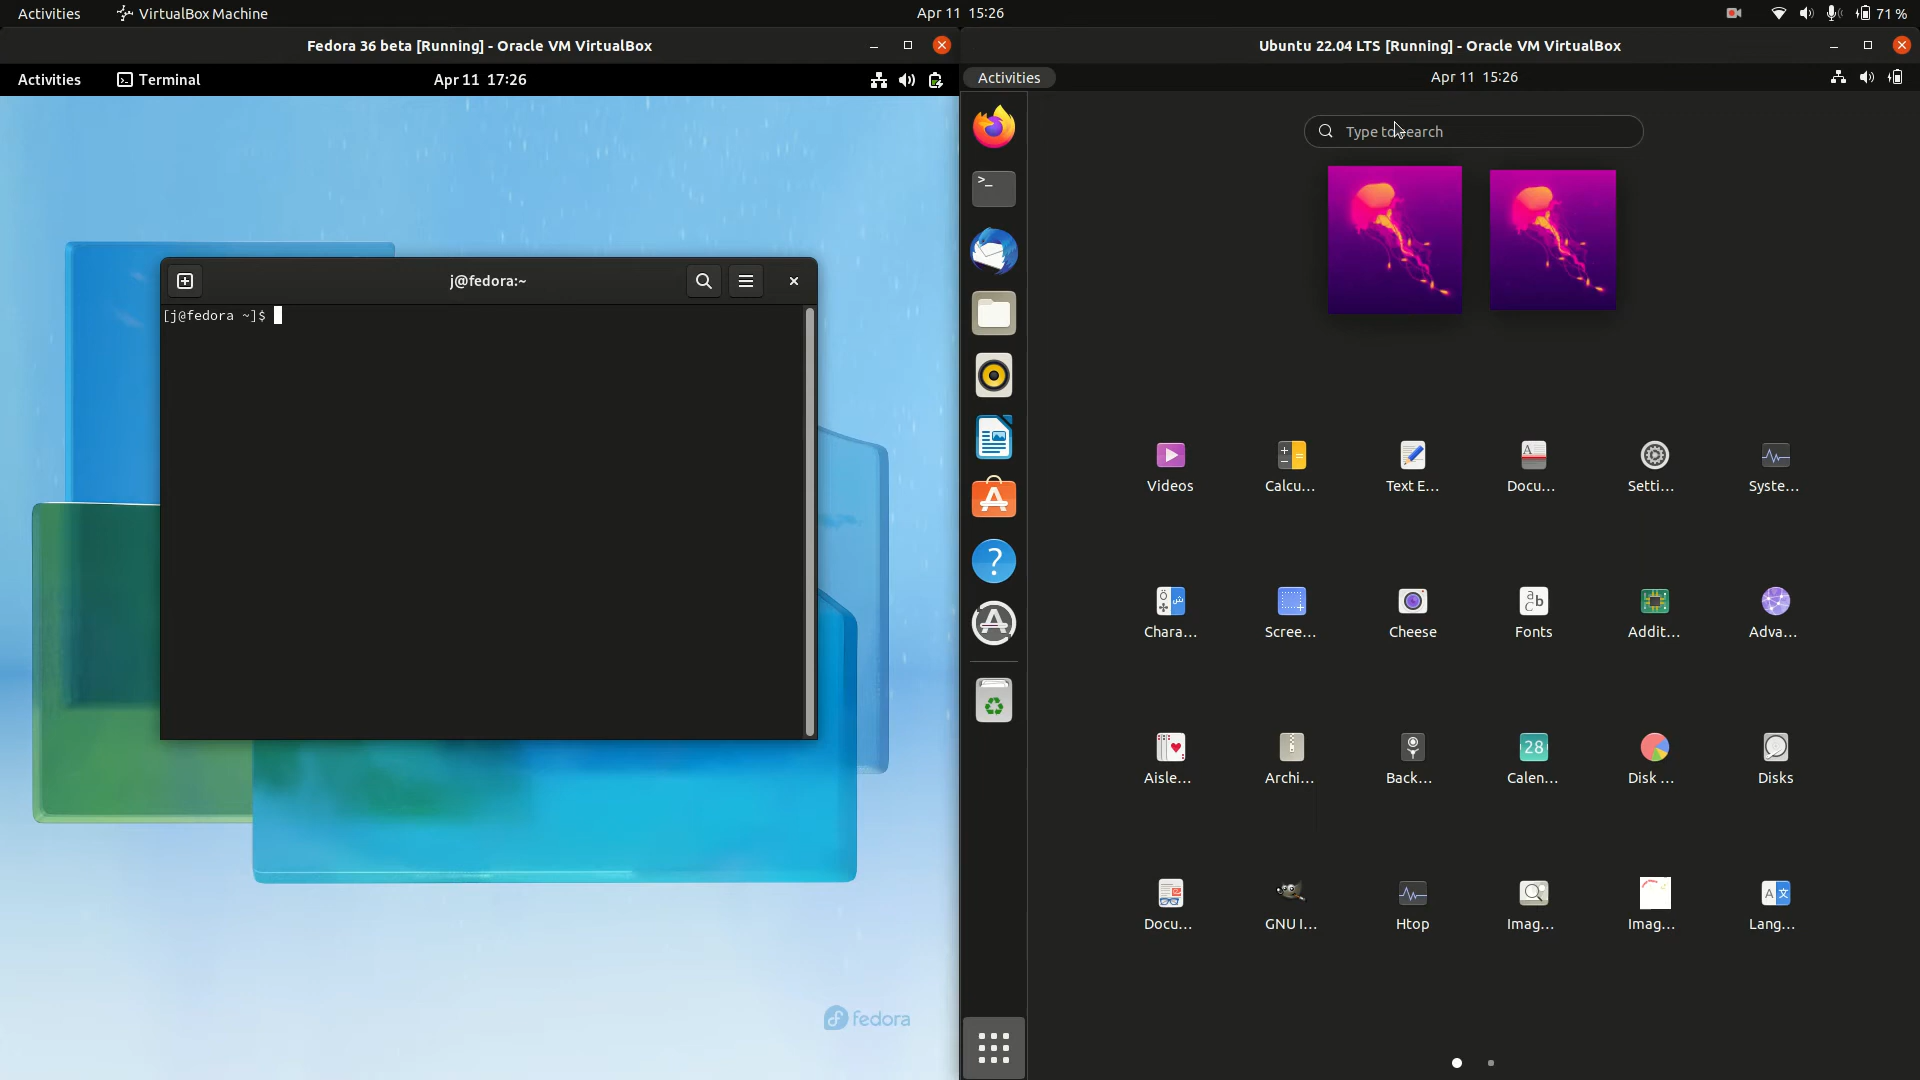 Activities
VirtualBox Machine
Apr 11 15:26
71 %
Fedora 36 beta [Running] - Oracle VM VirtualBox
Activities
Terminal
Apr 11 17:26
j@fedora:~
[j@fedora ~]$
fedora
Ubuntu 22.04 LTS [Running] - Oracle VM VirtualBox
Activities
Apr 11 15:26
Type to search
Videos
Calcu...
Text E...
Docu...
Setti...
Syste...
Chara...
Scree...
Cheese
Fonts
Addit...
Adva...
Aisle...
Archi...
Back...
28
Calen...
Disk ...
Disks
Docu...
GNU I...
Htop
Imag...
Imag...
Lang...